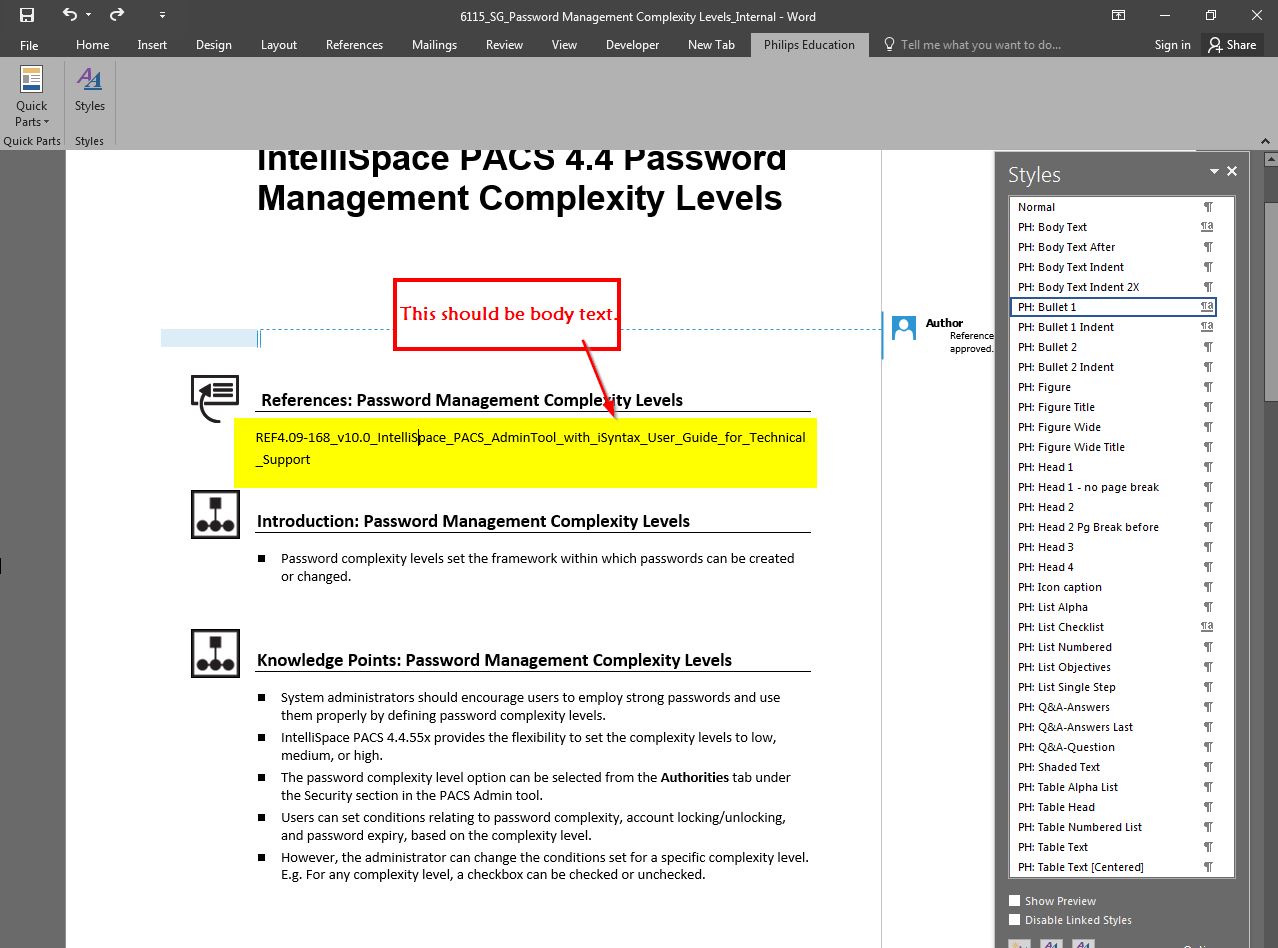 6115_SG_Password Management Complexity Levels_Internal - Word
File Home Insert Design Layout References Mailings Review View Developer New Tab Philips Education Tell me what you want to do... Sign in Share
Quick Parts
Styles
Quick Parts Styles
IntelliSpace PACS 4.4 Password
Management Complexity Levels
This should be body text.
Author
Reference
approved.
References: Password Management Complexity Levels
REF4.09-168_v10.0_IntelliSpace_PACS_AdminTool_with_iSyntax_User_Guide_for_Technical
_Support
Introduction: Password Management Complexity Levels
■ Password complexity levels set the framework within which passwords can be created
or changed.
Knowledge Points: Password Management Complexity Levels
■ System administrators should encourage users to employ strong passwords and use
them properly by defining password complexity levels.
■ IntelliSpace PACS 4.4.55x provides the flexibility to set the complexity levels to low,
medium, or high.
■ The password complexity level option can be selected from the Authorities tab under
the Security section in the PACS Admin tool.
■ Users can set conditions relating to password complexity, account locking/unlocking,
and password expiry, based on the complexity level.
■ However, the administrator can change the conditions set for a specific complexity level.
E.g. For any complexity level, a checkbox can be checked or unchecked.
Styles
Normal ¶
PH: Body Text ¶a
PH: Body Text After ¶
PH: Body Text Indent ¶
PH: Body Text Indent 2X ¶
PH: Bullet 1 ¶a
PH: Bullet 1 Indent ¶a
PH: Bullet 2 ¶
PH: Bullet 2 Indent ¶
PH: Figure ¶
PH: Figure Title ¶
PH: Figure Wide ¶
PH: Figure Wide Title ¶
PH: Head 1 ¶
PH: Head 1 - no page break ¶
PH: Head 2 ¶
PH: Head 2 Pg Break before ¶
PH: Head 3 ¶
PH: Head 4 ¶
PH: Icon caption ¶
PH: List Alpha ¶
PH: List Checklist ¶a
PH: List Numbered ¶
PH: List Objectives ¶
PH: List Single Step ¶
PH: Q&A-Answers ¶
PH: Q&A-Answers Last ¶
PH: Q&A-Question ¶
PH: Shaded Text ¶
PH: Table Alpha List ¶
PH: Table Head ¶
PH: Table Numbered List ¶
PH: Table Text ¶
PH: Table Text [Centered] ¶
Show Preview
Disable Linked Styles